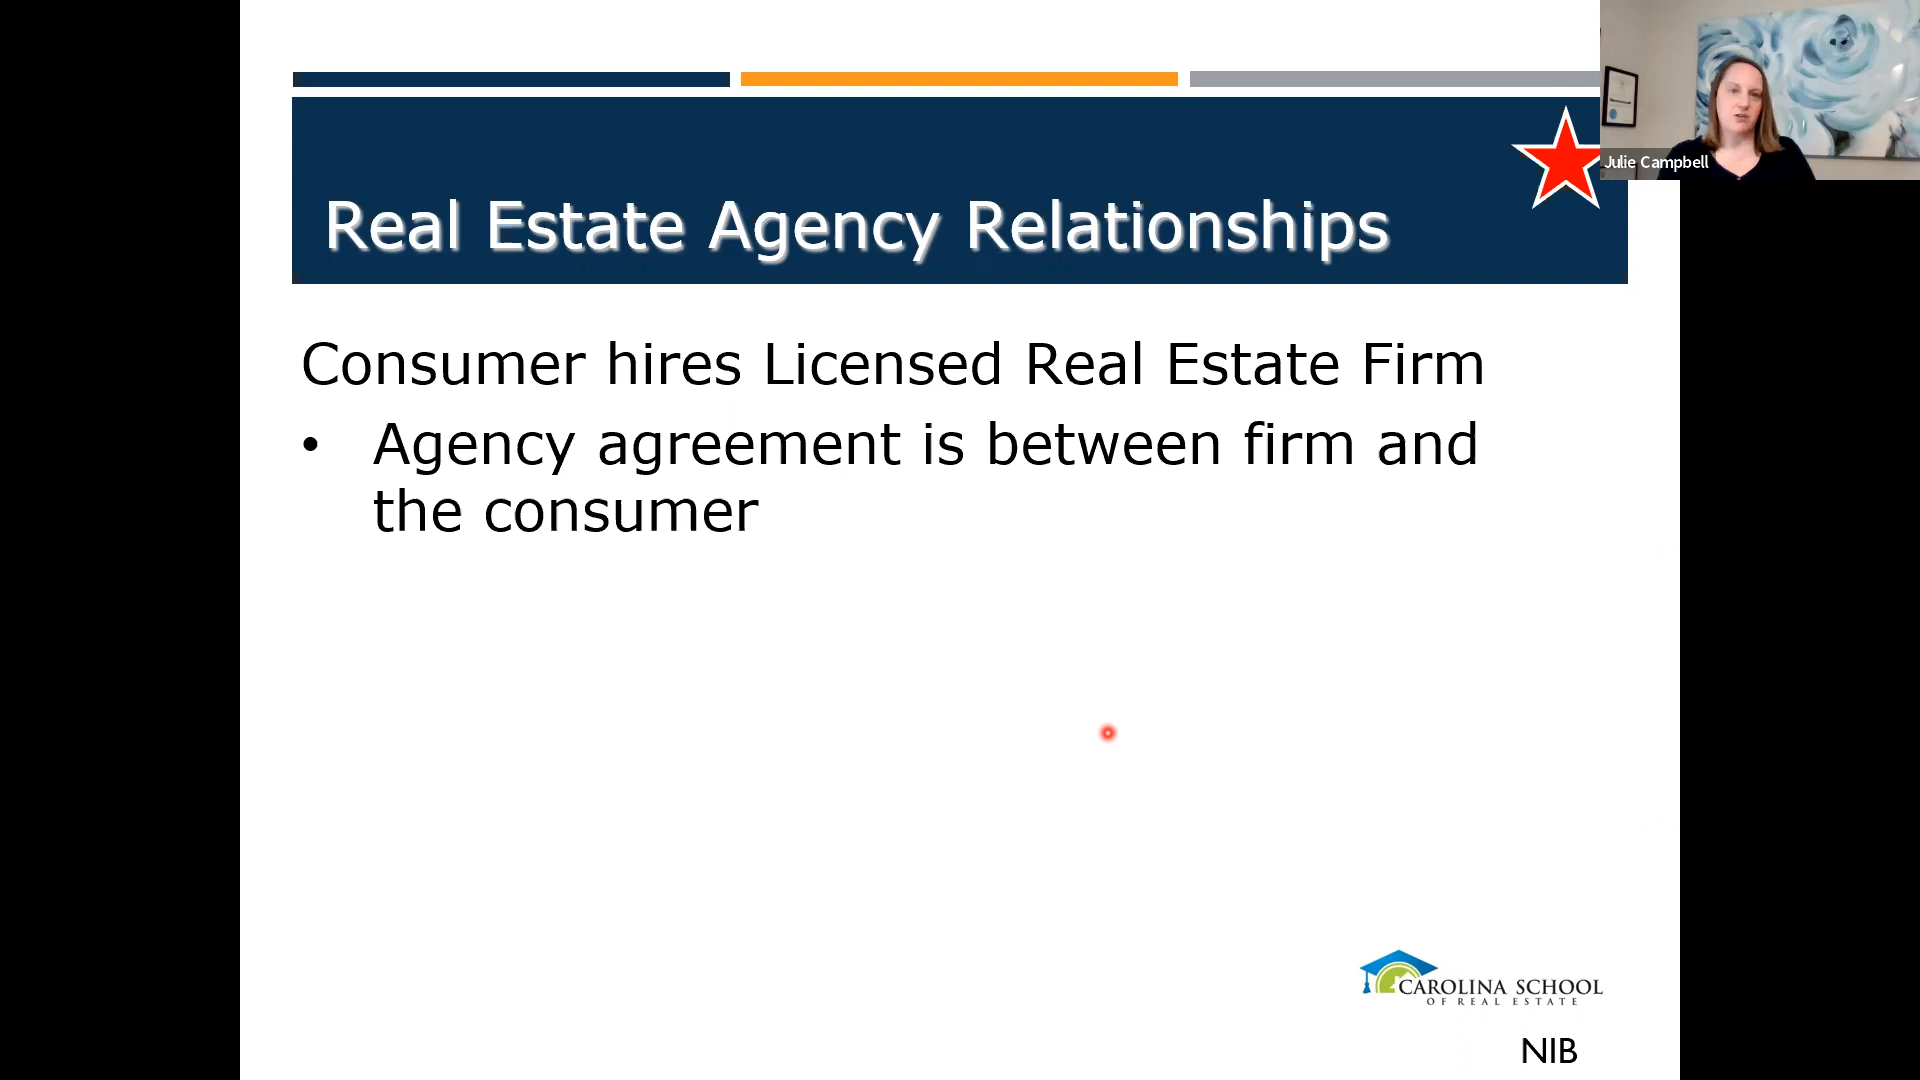 Real Estate Agency Relationships
Julie Campbell
Consumer hires Licensed Real Estate Firm
• Agency agreement is between firm and
the consumer
CAROLINA SCHOOL
OF REAL ESTATE
NIB